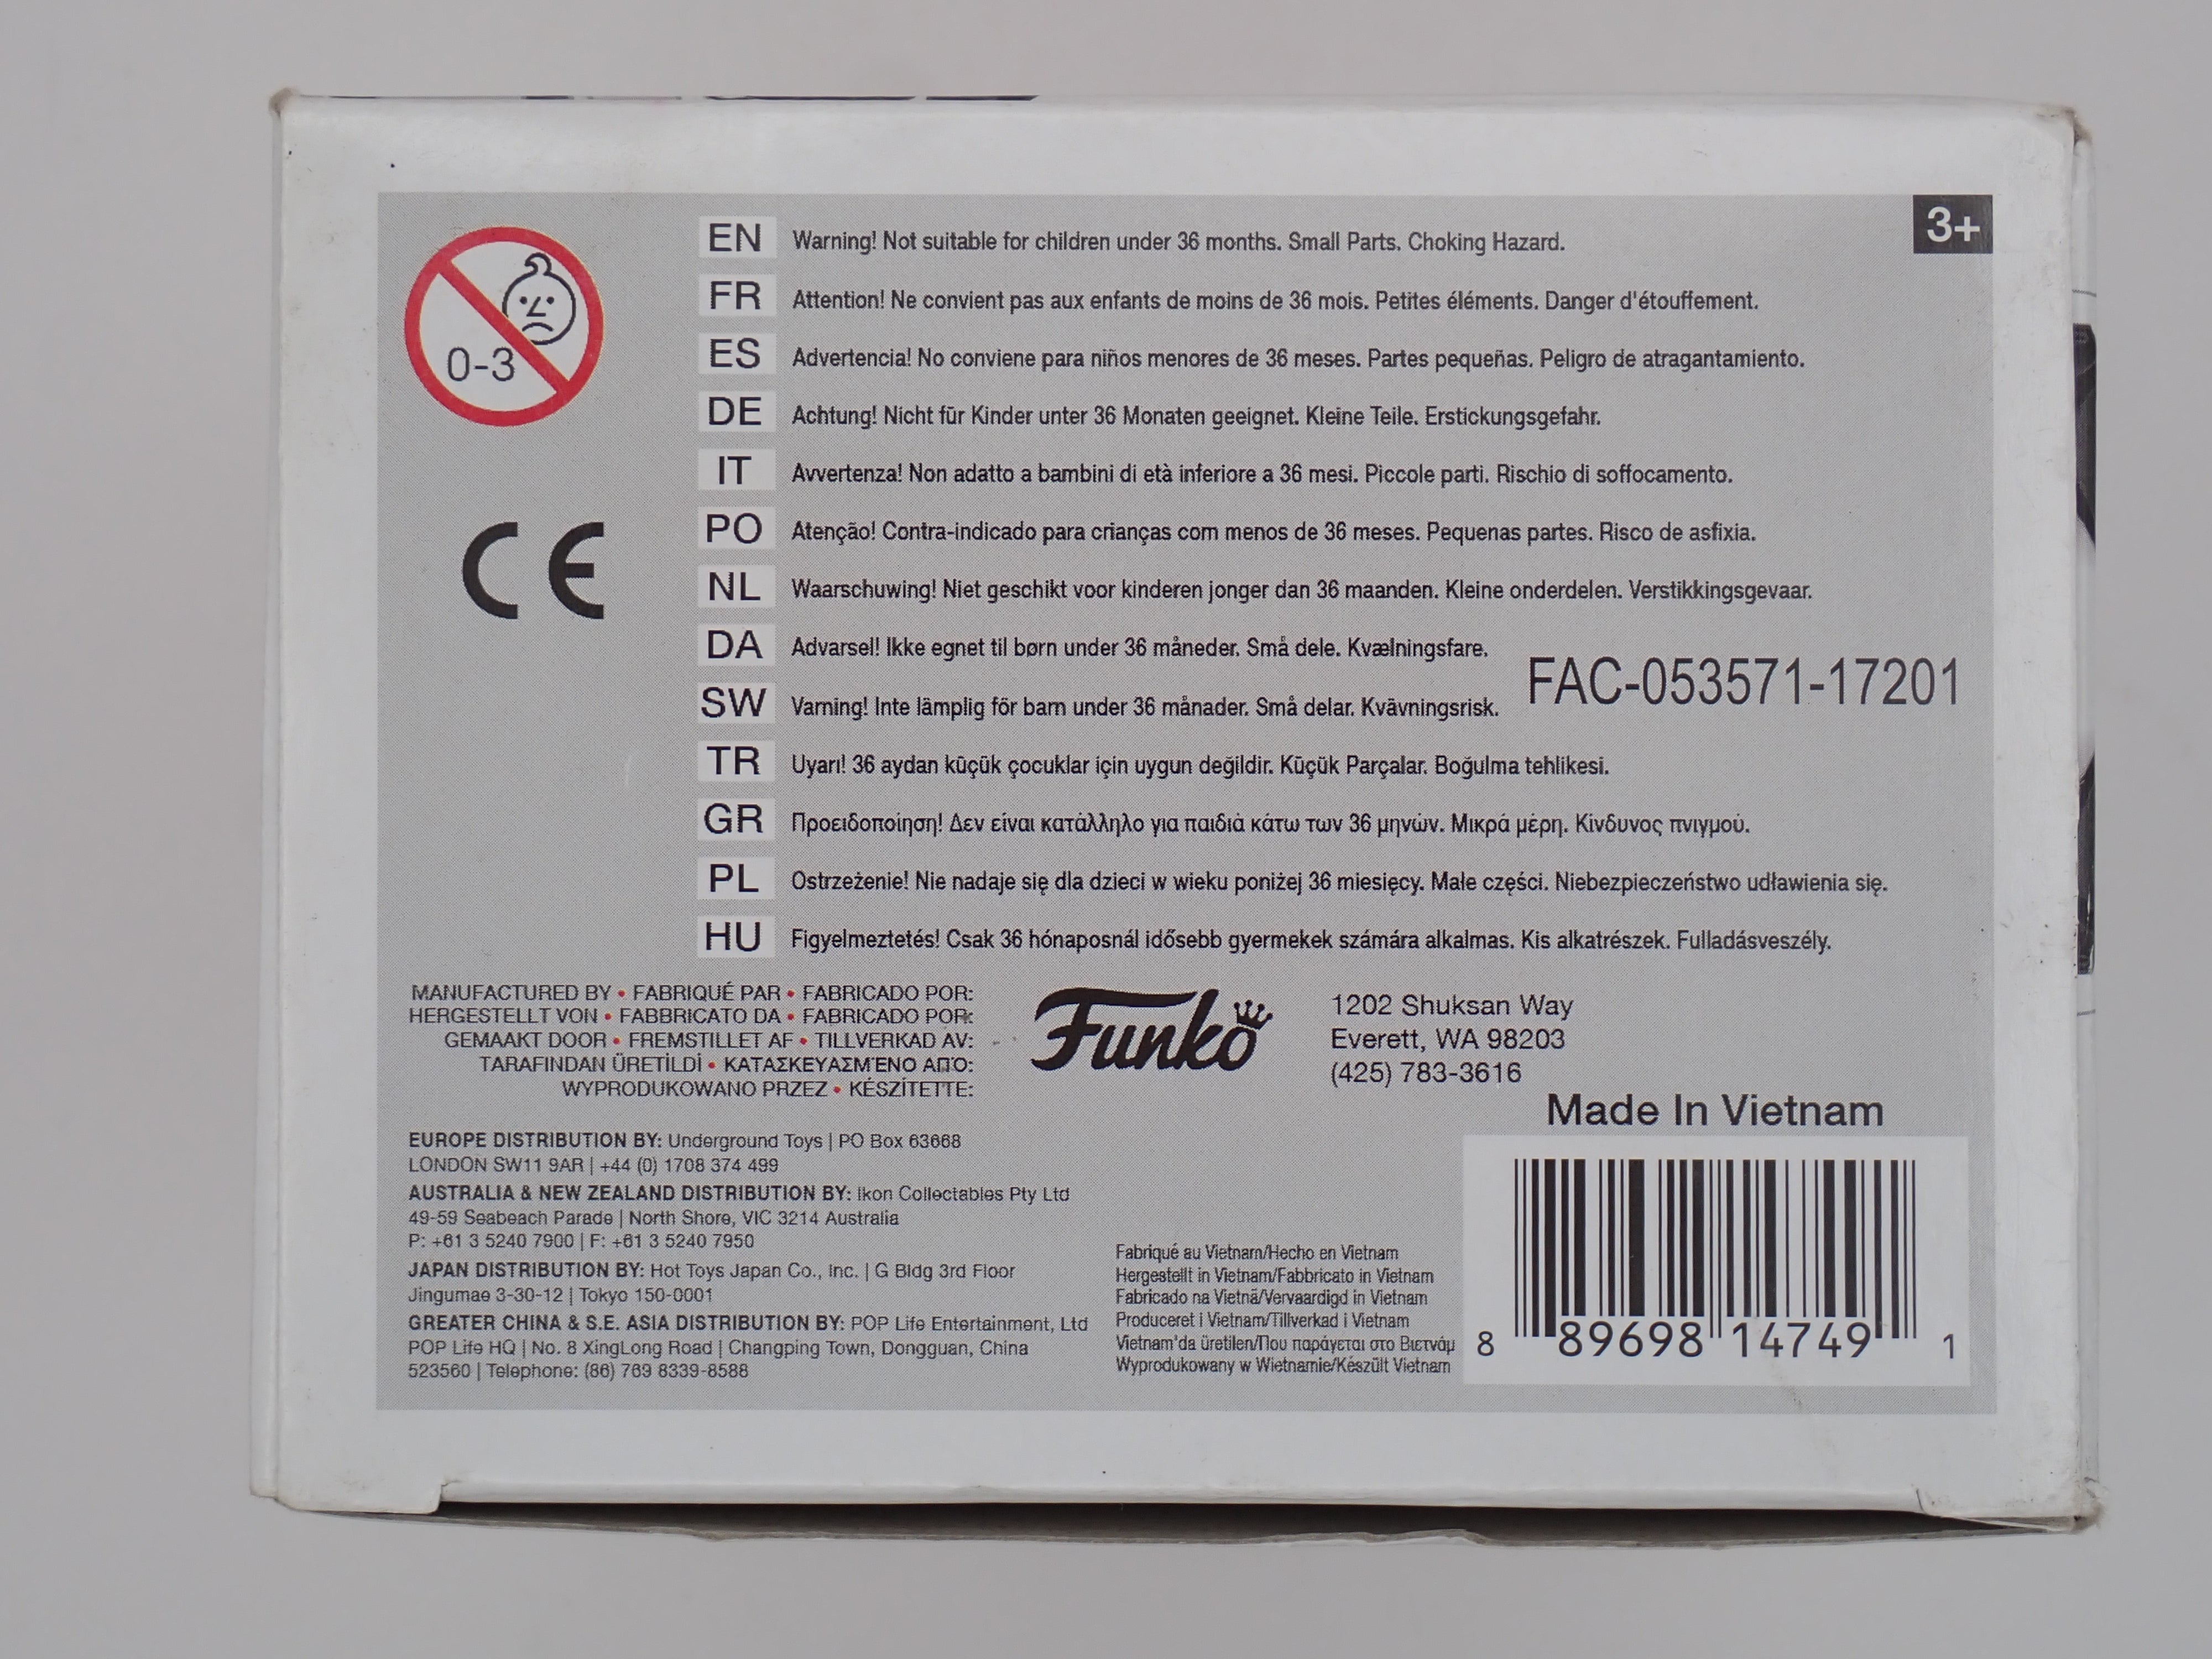 3+
0-3
EN Warning! Not suitable for children under 36 months. Small Parts. Choking Hazard.
FR Attention! Ne convient pas aux enfants de moins de 36 mois. Petites éléments. Danger d'étouffement.
ES Advertencia! No conviene para niños menores de 36 meses. Partes pequeñas. Peligro de atragantamiento.
DE Achtung! Nicht für Kinder unter 36 Monaten geeignet. Kleine Teile. Erstickungsgefahr.
IT Avvertenza! Non adatto a bambini di età inferiore a 36 mesi. Piccole parti. Rischio di soffocamento.
CE
PO Atenção! Contra-indicado para crianças com menos de 36 meses. Pequenas partes. Risco de asfixia.
NL Waarschuwing! Niet geschikt voor kinderen jonger dan 36 maanden. Kleine onderdelen. Verstikkingsgevaar.
DA Advarsel! Ikke egnet til børn under 36 måneder. Små dele. Kvælningsfare.
FAC-053571-17201
SW Varning! Inte lämplig för barn under 36 månader. Små delar. Kvävningsrisk.
TR Uyarı! 36 aydan küçük çocuklar için uygun değildir. Küçük Parçalar. Boğulma tehlikesi.
GR Προειδοποίηση! Δεν είναι κατάλληλο για παιδιά κάτω των 36 μηνών. Μικρά μέρη. Κίνδυνος πνιγμού.
PL Ostrzeżenie! Nie nadaje się dla dzieci w wieku poniżej 36 miesięcy. Małe części. Niebezpieczeństwo udławienia się.
HU Figyelmeztetés! Csak 36 hónaposnál idősebb gyermekek számára alkalmas. Kis alkatrészek. Fulladásveszély.
MANUFACTURED BY • FABRIQUÉ PAR • FABRICADO POR:
HERGESTELLT VON • FABBRICATO DA • FABRICADO POR:
GEMAAKT DOOR • FREMSTILLET AF • TILLVERKAD AV:
TARAFINDAN ÜRETİLDİ • ΚΑΤΑΣΚΕΥΑΣΜΈΝΟ ΑΠΌ:
WYPRODUKOWANO PRZEZ • KÉSZÍTETTE:
Funko
1202 Shuksan Way
Everett, WA 98203
(425) 783-3616
Made In Vietnam
EUROPE DISTRIBUTION BY: Underground Toys | PO Box 63668
LONDON SW11 9AR | +44 (0) 1708 374 499
AUSTRALIA & NEW ZEALAND DISTRIBUTION BY: Ikon Collectables Pty Ltd
49-59 Seabeach Parade | North Shore, VIC 3214 Australia
P: +61 3 5240 7900 | F: +61 3 5240 7950
JAPAN DISTRIBUTION BY: Hot Toys Japan Co., Inc. | G Bldg 3rd Floor
Jingumae 3-30-12 | Tokyo 150-0001
GREATER CHINA & S.E. ASIA DISTRIBUTION BY: POP Life Entertainment, Ltd
POP Life HQ | No. 8 XingLong Road | Changping Town, Dongguan, China
523560 | Telephone: (86) 769 8339-8588
Fabriqué au Vietnam/Hecho en Vietnam
Hergestellt in Vietnam/Fabbricato in Vietnam
Fabricado na Vietnã/Vervaardigd in Vietnam
Produceret i Vietnam/Tillverkad i Vietnam
Vietnam'da üretilen/Που παράγεται στο Βιετνάμ
Wyprodukowany w Wietnamie/Készült Vietnam
8 89698 14749 1